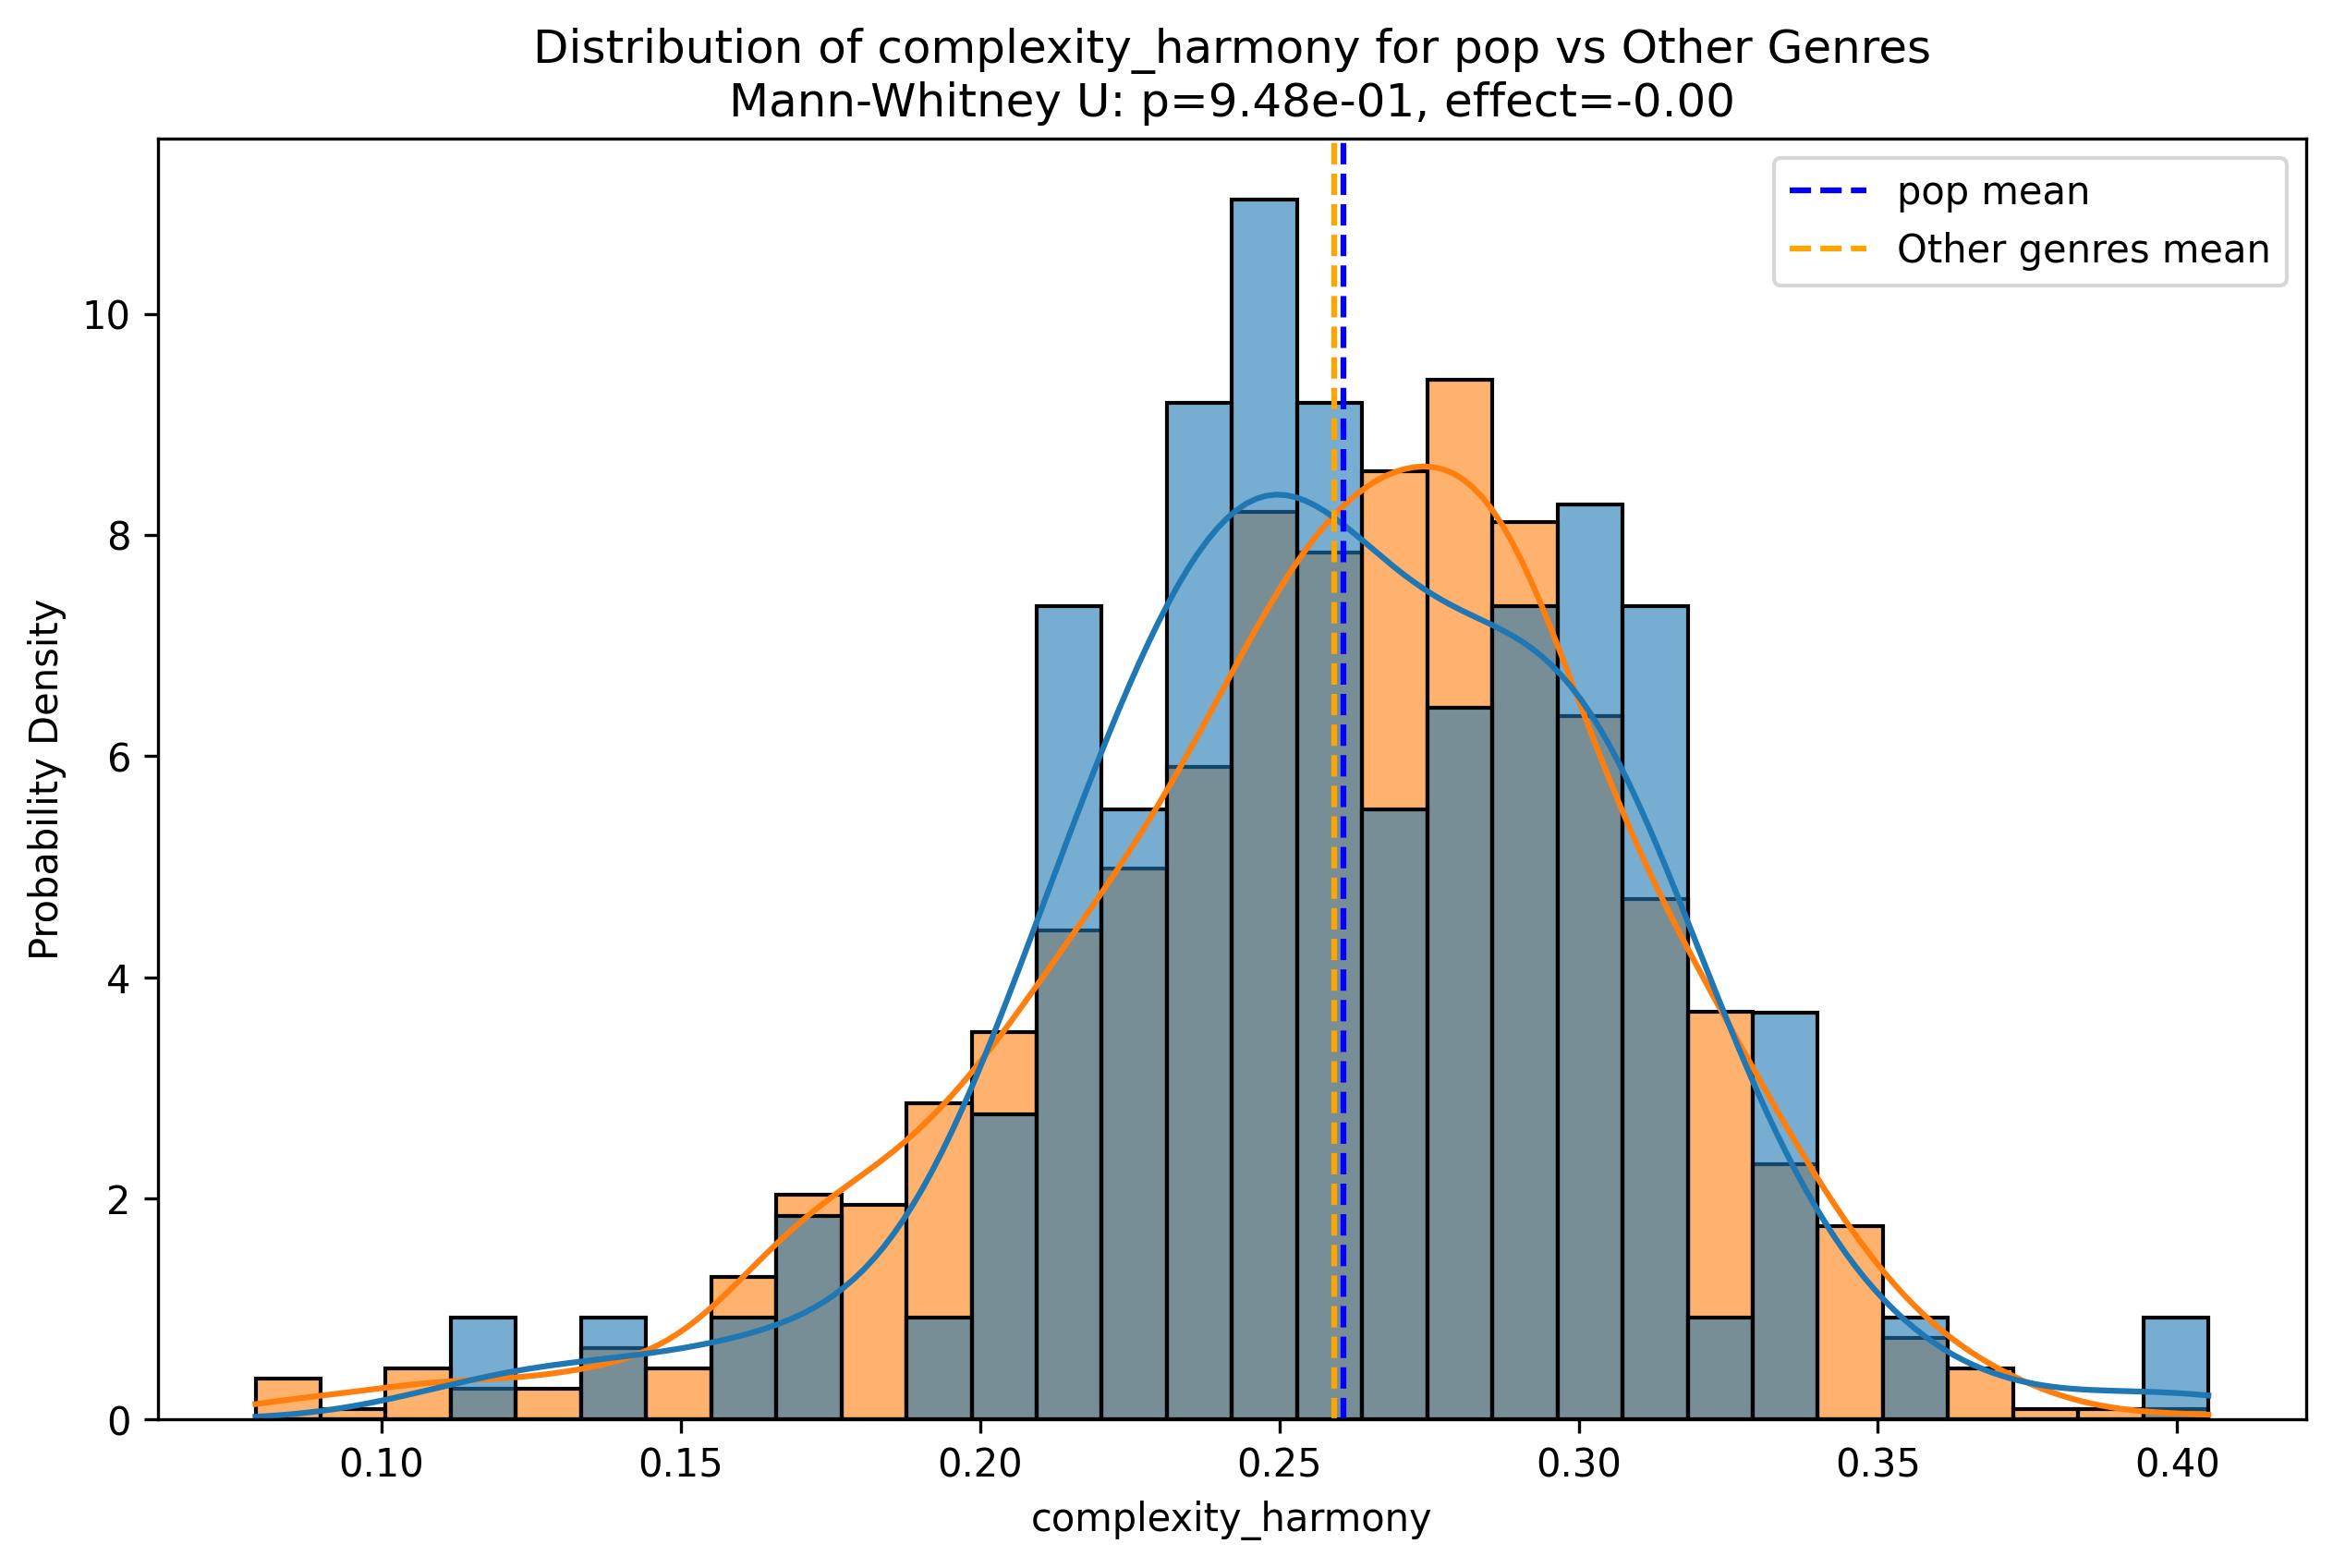 Distribution of complexity_harmony for pop vs Other Genres
Mann-Whitney U: p=9.48e-01, effect=-0.00
pop mean
Other genres mean
Probability Density
10
8
6
4
2
0
0.10 0.15 0.20 0.25 0.30 0.35 0.40
complexity_harmony